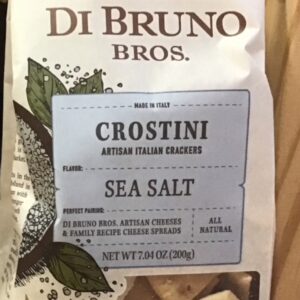 DI BRUNO
BROS.
MADE IN ITALY
CROSTINI
ARTISAN ITALIAN CRACKERS
FLAVOR:
SEA SALT
PERFECT PAIRING:
DI BRUNO BROS. ARTISAN CHEESES
& FAMILY RECIPE CHEESE SPREADS
ALL
NATURAL
NET WT 7.04 OZ (200g)